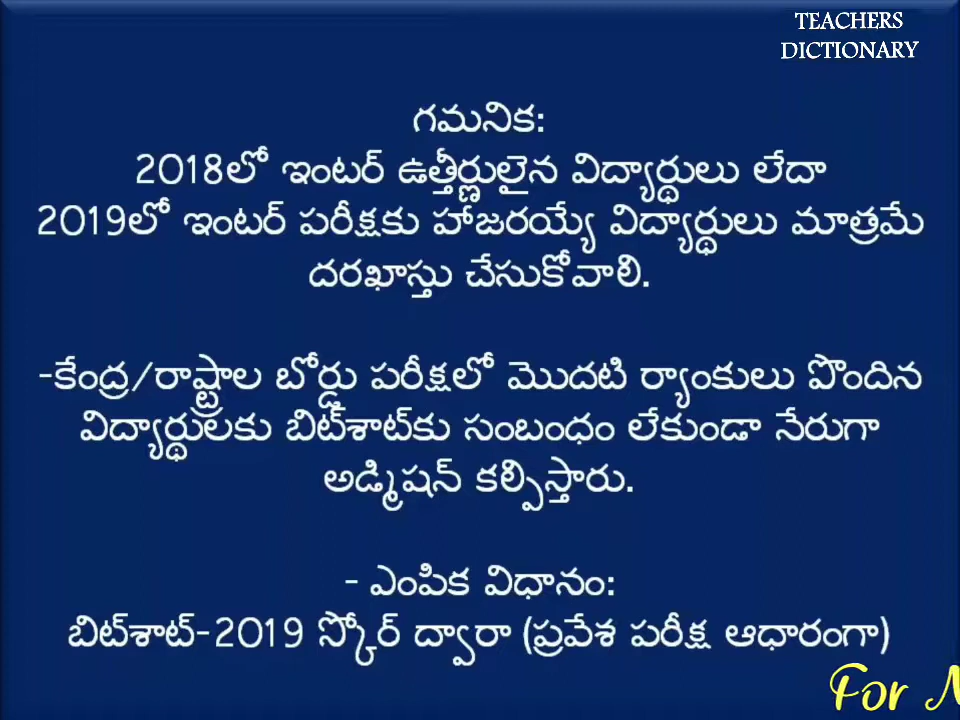 TEACHERS
DICTIONARY
గమనిక:
2018లో ఇంటర్ ఉత్తీర్ణులైన విద్యార్థులు లేదా
2019లో ఇంటర్ పరీక్షకు హాజరయ్యే విద్యార్థులు మాత్రమే
దరఖాస్తు చేసుకోవాలి.
-కేంద్ర/రాష్ట్రాల బోర్డు పరీక్షలో మొదటి ర్యాంకులు పొందిన
విద్యార్థులకు బిట్‌శాట్‌కు సంబంధం లేకుండా నేరుగా
అడ్మిషన్ కల్పిస్తారు.
- ఎంపిక విధానం:
బిట్‌శాట్-2019 స్కోర్ ద్వారా (ప్రవేశ పరీక్ష ఆధారంగా)
For